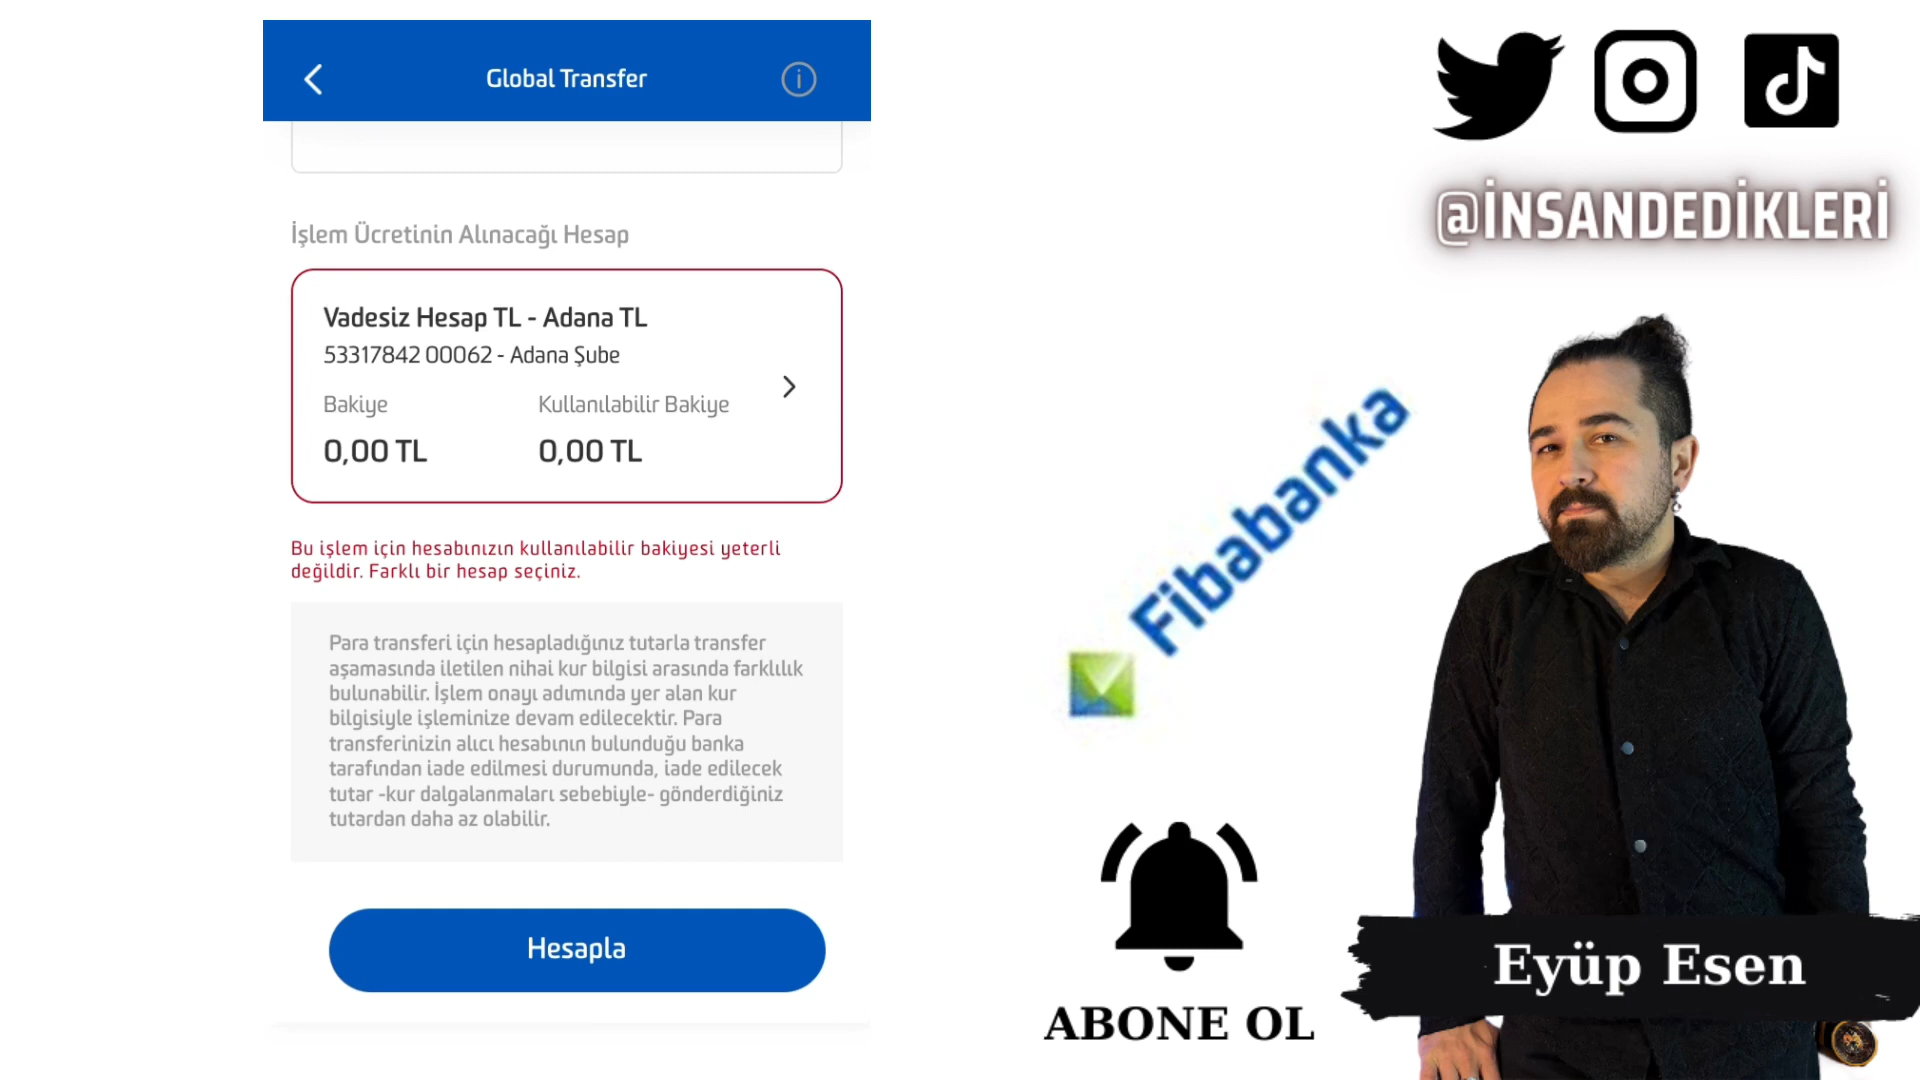 Global Transfer
İşlem Ücretinin Alınacağı Hesap
Vadesiz Hesap TL - Adana TL
53317842 00062 - Adana Şube
Bakiye Kullanılabilir Bakiye
0,00 TL 0,00 TL
Bu işlem için hesabınızın kullanılabilir bakiyesi yeterli
değildir. Farklı bir hesap seçiniz.
Para transferi için hesapladığınız tutarla transfer
aşamasında iletilen nihai kur bilgisi arasında farklılık
bulunabilir. İşlem onayı adımında yer alan kur
bilgisiyle işleminize devam edilecektir. Para
transferinizin alıcı hesabının bulunduğu banka
tarafından iade edilmesi durumunda, iade edilecek
tutar -kur dalgalanmaları sebebiyle- gönderdiğiniz
tutardan daha az olabilir.
Hesapla
Fibabanka
ABONE OL
@İNSANDEDİKLERİ
Eyüp Esen